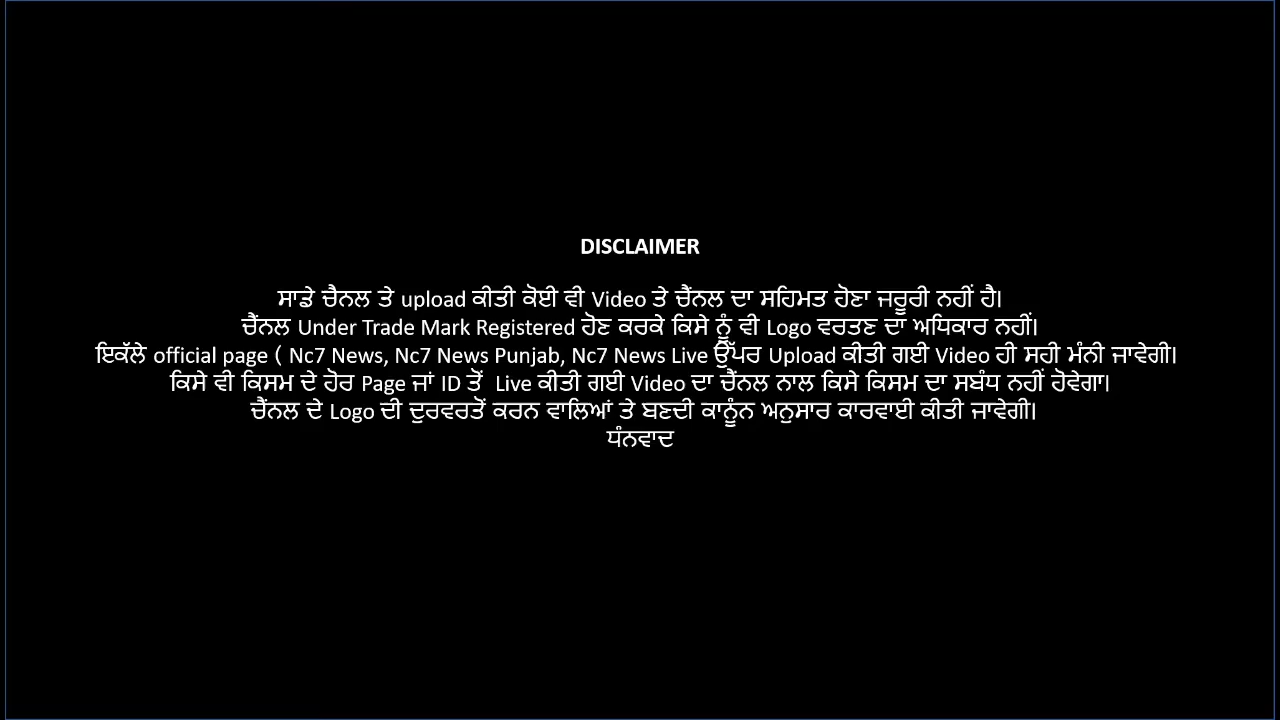 DISCLAIMER
ਸਾਡੇ ਚੈਨਲ ਤੇ upload ਕੀਤੀ ਕੋਈ ਵੀ Video ਤੇ ਚੈਂਨਲ ਦਾ ਸਹਿਮਤ ਹੋਣਾ ਜਰੂਰੀ ਨਹੀਂ ਹੈ।
ਚੈਂਨਲ Under Trade Mark Registered ਹੋਣ ਕਰਕੇ ਕਿਸੇ ਨੂੰ ਵੀ Logo ਵਰਤਣ ਦਾ ਅਧਿਕਾਰ ਨਹੀਂ।
ਇਕੱਲੇ official page ( Nc7 News, Nc7 News Punjab, Nc7 News Live ਉੱਪਰ Upload ਕੀਤੀ ਗਈ Video ਹੀ ਸਹੀ ਮੰਨੀ ਜਾਵੇਗੀ।
ਕਿਸੇ ਵੀ ਕਿਸਮ ਦੇ ਹੋਰ Page ਜਾਂ ID ਤੋਂ  Live ਕੀਤੀ ਗਈ Video ਦਾ ਚੈਂਨਲ ਨਾਲ ਕਿਸੇ ਕਿਸਮ ਦਾ ਸਬੰਧ ਨਹੀਂ ਹੋਵੇਗਾ।
ਚੈਂਨਲ ਦੇ Logo ਦੀ ਦੁਰਵਰਤੋਂ ਕਰਨ ਵਾਲਿਆਂ ਤੇ ਬਣਦੀ ਕਾਨੂੰਨ ਅਨੁਸਾਰ ਕਾਰਵਾਈ ਕੀਤੀ ਜਾਵੇਗੀ।
ਧੰਨਵਾਦ